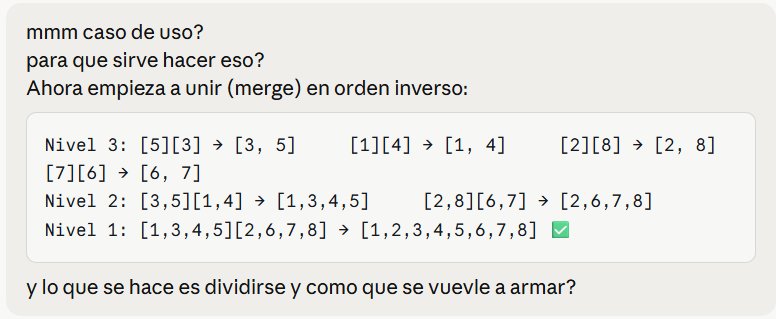 mmm caso de uso?
para que sirve hacer eso?
Ahora empieza a unir (merge) en orden inverso:
Nivel 3: [5][3] → [3, 5]     [1][4] → [1, 4]     [2][8] → [2, 8]
[7][6] → [6, 7]
Nivel 2: [3,5][1,4] → [1,3,4,5]     [2,8][6,7] → [2,6,7,8]
Nivel 1: [1,3,4,5][2,6,7,8] → [1,2,3,4,5,6,7,8] ✅
y lo que se hace es dividirse y como que se vuevle a armar?